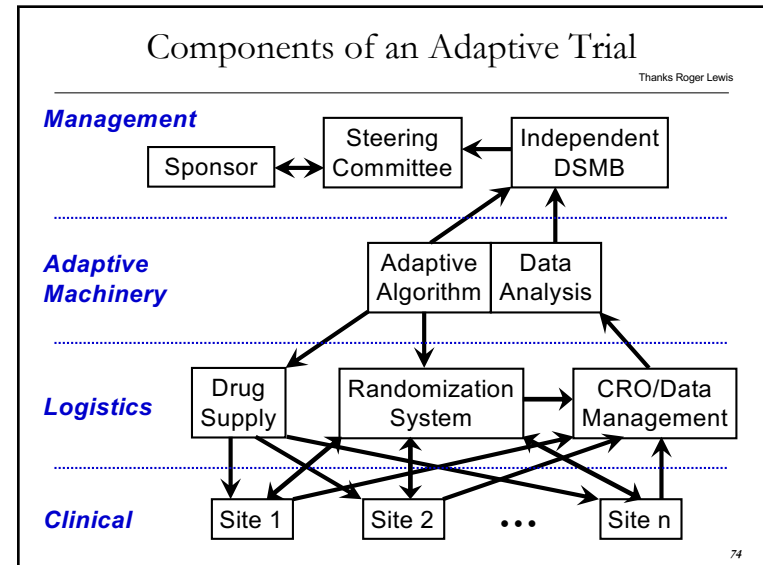 Components of an Adaptive Trial
Thanks Roger Lewis
Management
Sponsor
Steering
Committee
Independent
DSMB
Adaptive
Machinery
Adaptive
Algorithm
Data
Analysis
Logistics
Drug
Supply
Randomization
System
CRO/Data
Management
Clinical
Site 1
Site 2
...
Site n
74